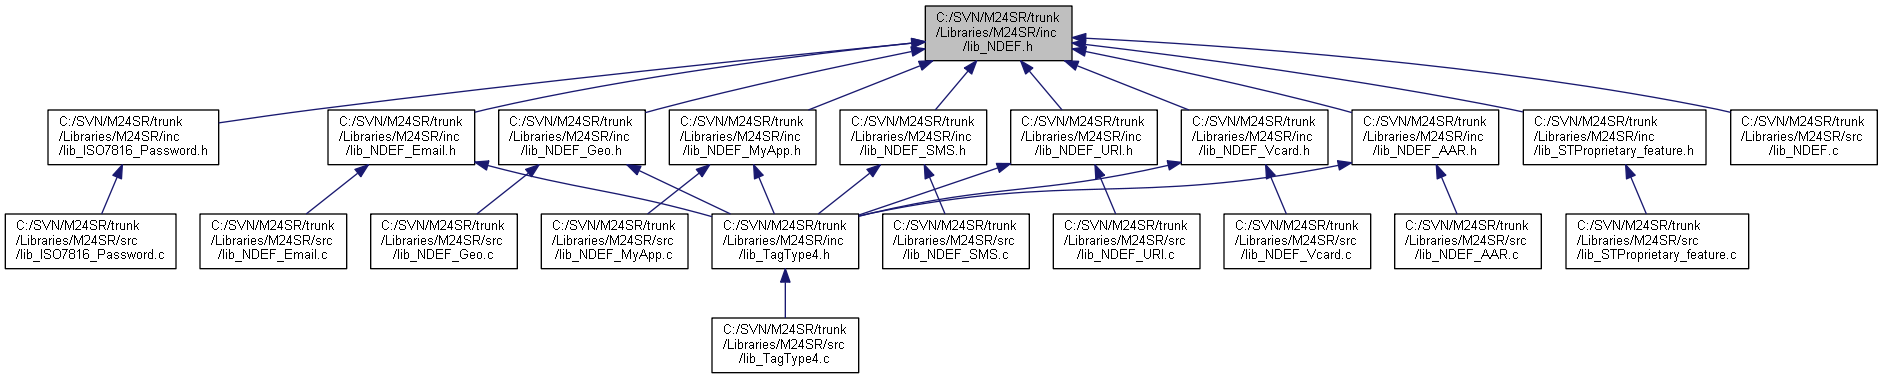 C:/SVN/M24SR/trunk
/Libraries/M24SR/inc
/lib_NDEF.h
C:/SVN/M24SR/trunk
/Libraries/M24SR/inc
/lib_ISO7816_Password.h
C:/SVN/M24SR/trunk
/Libraries/M24SR/inc
/lib_NDEF_Email.h
C:/SVN/M24SR/trunk
/Libraries/M24SR/inc
/lib_NDEF_Geo.h
C:/SVN/M24SR/trunk
/Libraries/M24SR/inc
/lib_NDEF_MyApp.h
C:/SVN/M24SR/trunk
/Libraries/M24SR/inc
/lib_NDEF_SMS.h
C:/SVN/M24SR/trunk
/Libraries/M24SR/inc
/lib_NDEF_URI.h
C:/SVN/M24SR/trunk
/Libraries/M24SR/inc
/lib_NDEF_Vcard.h
C:/SVN/M24SR/trunk
/Libraries/M24SR/inc
/lib_NDEF_AAR.h
C:/SVN/M24SR/trunk
/Libraries/M24SR/inc
/lib_STProprietary_feature.h
C:/SVN/M24SR/trunk
/Libraries/M24SR/src
/lib_NDEF.c
C:/SVN/M24SR/trunk
/Libraries/M24SR/src
/lib_ISO7816_Password.c
C:/SVN/M24SR/trunk
/Libraries/M24SR/src
/lib_NDEF_Email.c
C:/SVN/M24SR/trunk
/Libraries/M24SR/src
/lib_NDEF_Geo.c
C:/SVN/M24SR/trunk
/Libraries/M24SR/src
/lib_NDEF_MyApp.c
C:/SVN/M24SR/trunk
/Libraries/M24SR/inc
/lib_TagType4.h
C:/SVN/M24SR/trunk
/Libraries/M24SR/src
/lib_NDEF_SMS.c
C:/SVN/M24SR/trunk
/Libraries/M24SR/src
/lib_NDEF_URI.c
C:/SVN/M24SR/trunk
/Libraries/M24SR/src
/lib_NDEF_Vcard.c
C:/SVN/M24SR/trunk
/Libraries/M24SR/src
/lib_NDEF_AAR.c
C:/SVN/M24SR/trunk
/Libraries/M24SR/src
/lib_STProprietary_feature.c
C:/SVN/M24SR/trunk
/Libraries/M24SR/src
/lib_TagType4.c